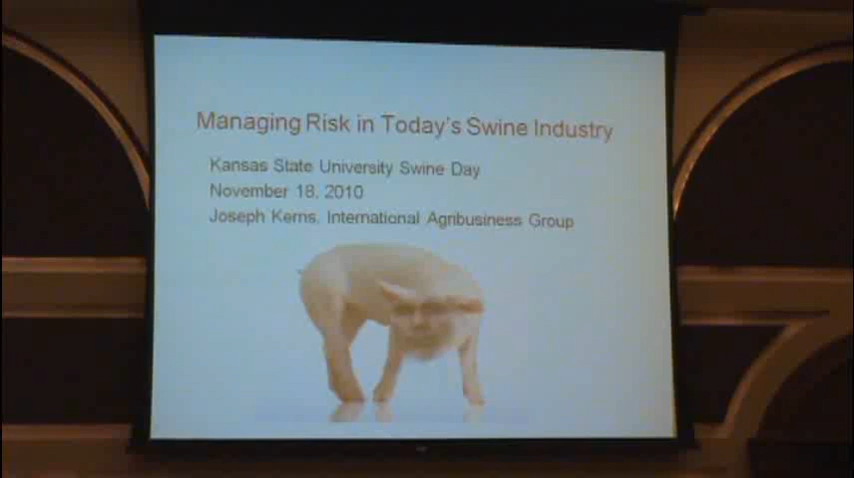 Managing Risk in Today's Swine Industry
Kansas State University Swine Day
November 18, 2010
Joseph Kerns, International Agribusiness Group